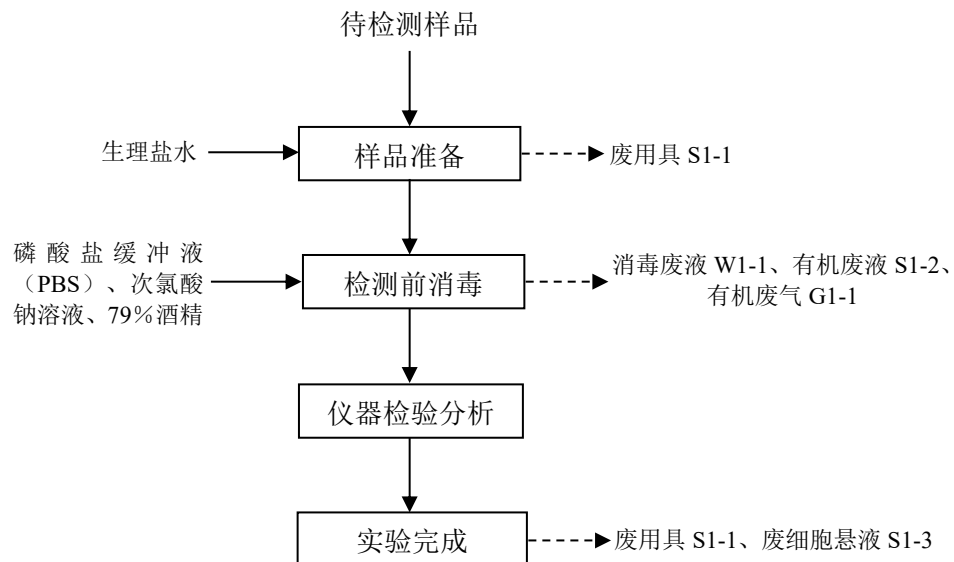 待检测样品
生理盐水
样品准备
废用具 S1-1
磷酸盐缓冲液
（PBS）、次氯酸
钠溶液、79%酒精
检测前消毒
消毒废液 W1-1、有机废液 S1-2、
有机废气 G1-1
仪器检验分析
实验完成
废用具 S1-1、废细胞悬液 S1-3